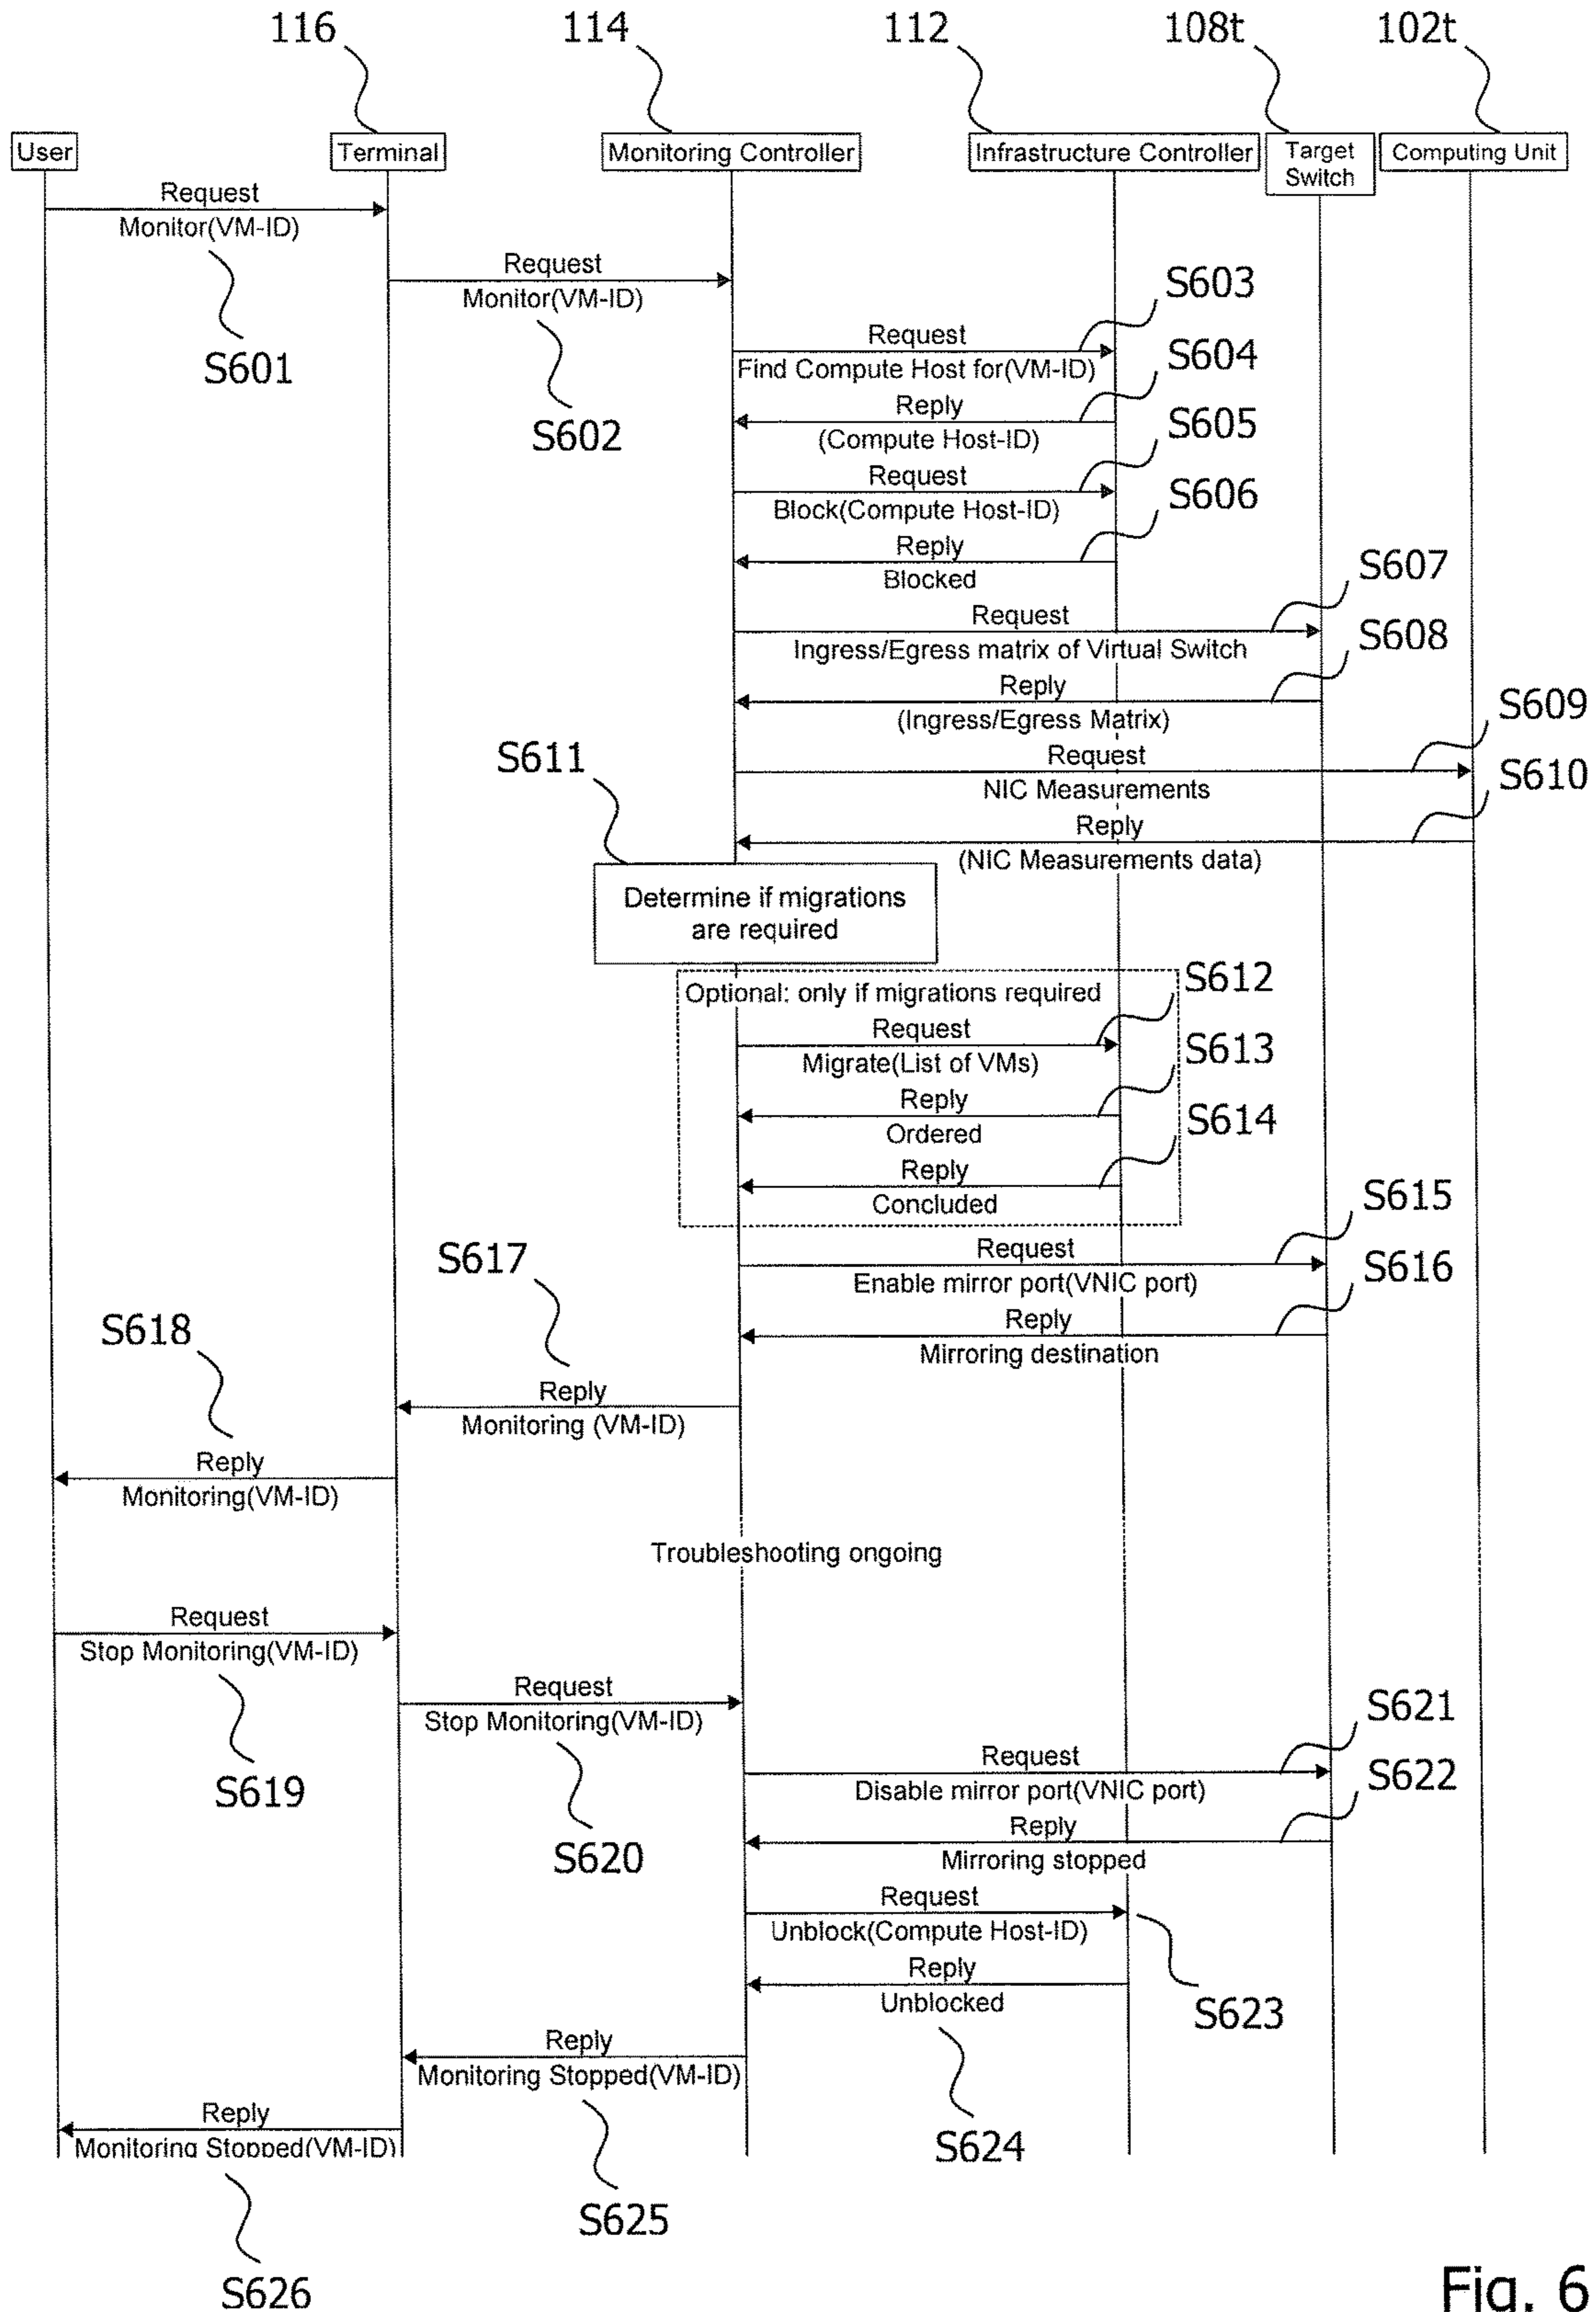 116
114
112
108t
102t
User
Terminal
Monitoring Controller
Infrastructure Controller
Target
Switch
Computing Unit
Request
Monitor(VM-ID)
S601
Request
Monitor(VM-ID)
S602
S603
Request
Find Compute Host for(VM-ID)
S604
Reply
(Compute Host-ID)
S605
Request
Block(Compute Host-ID)
S606
Reply
Blocked
S607
Request
Ingress/Egress matrix of Virtual Switch
S608
Reply
(Ingress/Egress Matrix)
S609
Request
NIC Measurements
S610
Reply
(NIC Measurements data)
S611
Determine if migrations
are required
Optional: only if migrations required
S612
Request
Migrate(List of VMs)
S613
Reply
Ordered
S614
Reply
Concluded
S615
Request
Enable mirror port(VNIC port)
S616
Reply
Mirroring destination
S617
Reply
Monitoring (VM-ID)
S618
Reply
Monitoring(VM-ID)
Troubleshooting ongoing
Request
Stop Monitoring(VM-ID)
S619
Request
Stop Monitoring(VM-ID)
S620
S621
Request
Disable mirror port(VNIC port)
S622
Reply
Mirroring stopped
Request
Unblock(Compute Host-ID)
S623
Reply
Unblocked
S624
Reply
Monitoring Stopped(VM-ID)
S625
Reply
Monitoring Stopped(VM-ID)
S626
Fig. 6